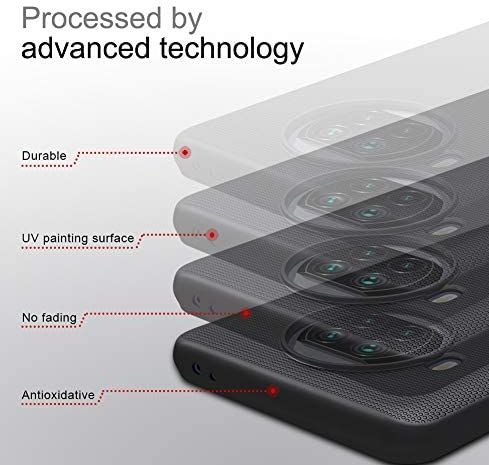 Processed by
advanced technology
Durable
UV painting surface
No fading
Antioxidative